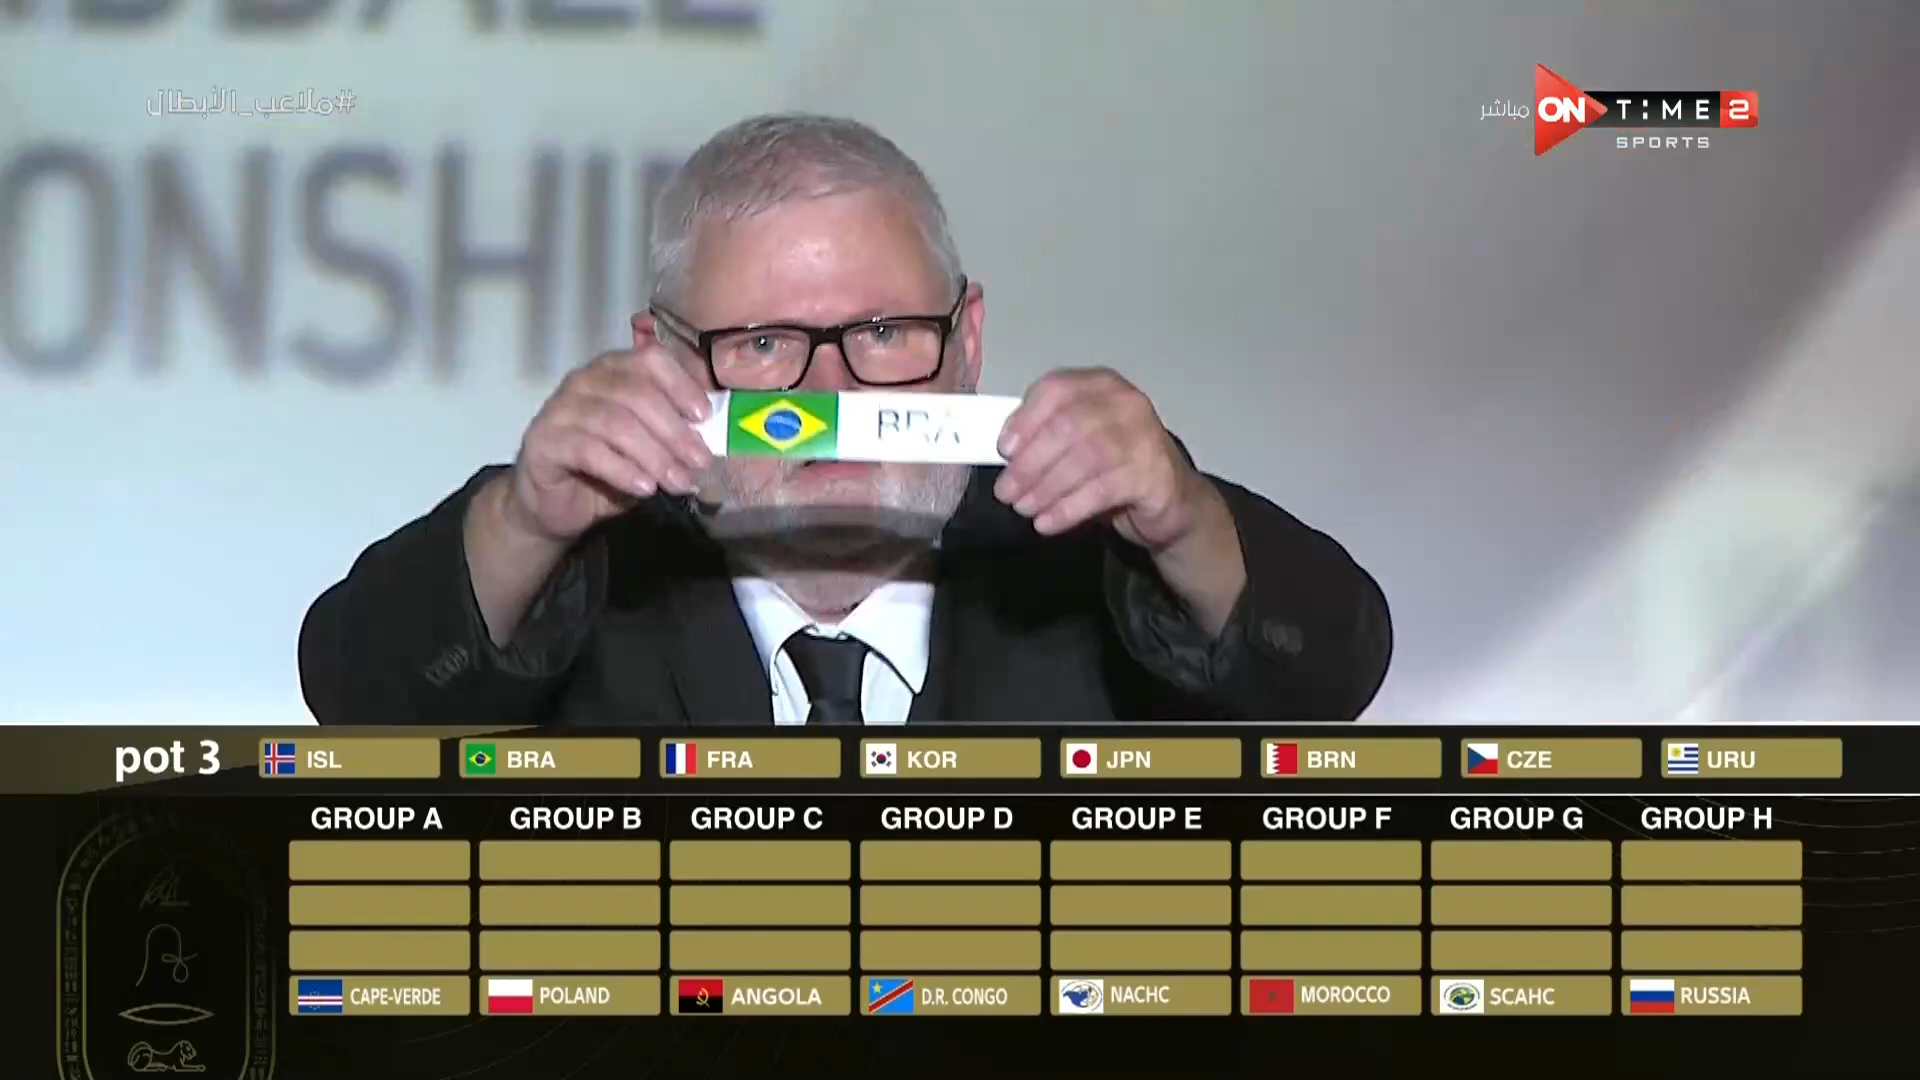 #ملاعب_الأبطال
مباشر
ON TIME 2
SPORTS
ONSHIP
BRA
pot 3 ISL BRA FRA KOR JPN BRN CZE URU
GROUP A GROUP B GROUP C GROUP D GROUP E GROUP F GROUP G GROUP H
CAPE-VERDE POLAND ANGOLA D.R. CONGO NACHC MOROCCO SCAHC RUSSIA